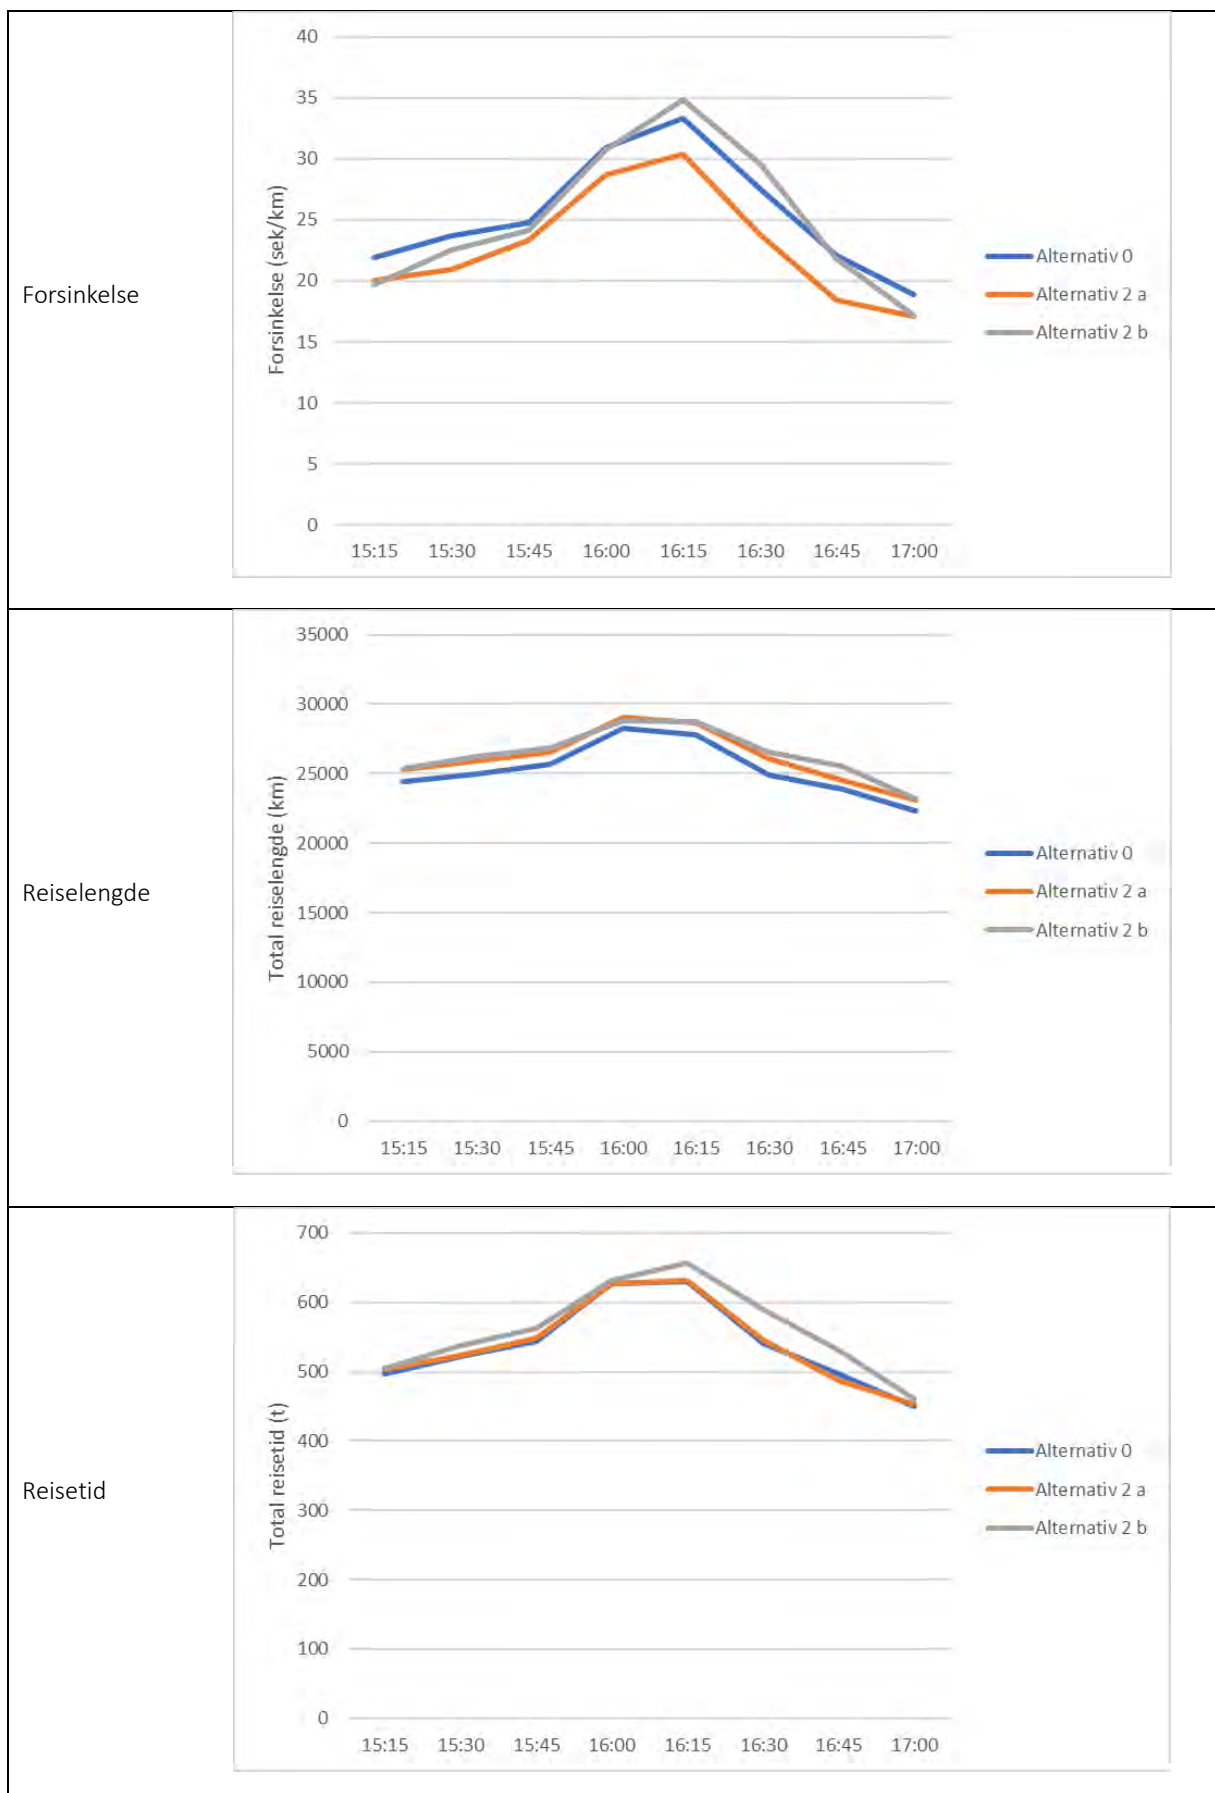 Forsinkelse
Forsinkelse (sek/km)
40
35
30
25
20
15
10
5
0
15:15 15:30 15:45 16:00 16:15 16:30 16:45 17:00
Alternativ 0
Alternativ 2 a
Alternativ 2 b
Reiselengde
Total reiselengde (km)
35000
30000
25000
20000
15000
10000
5000
0
15:15 15:30 15:45 16:00 16:15 16:30 16:45 17:00
Alternativ 0
Alternativ 2 a
Alternativ 2 b
Reisetid
Total reisetid (t)
700
600
500
400
300
200
100
0
15:15 15:30 15:45 16:00 16:15 16:30 16:45 17:00
Alternativ 0
Alternativ 2 a
Alternativ 2 b